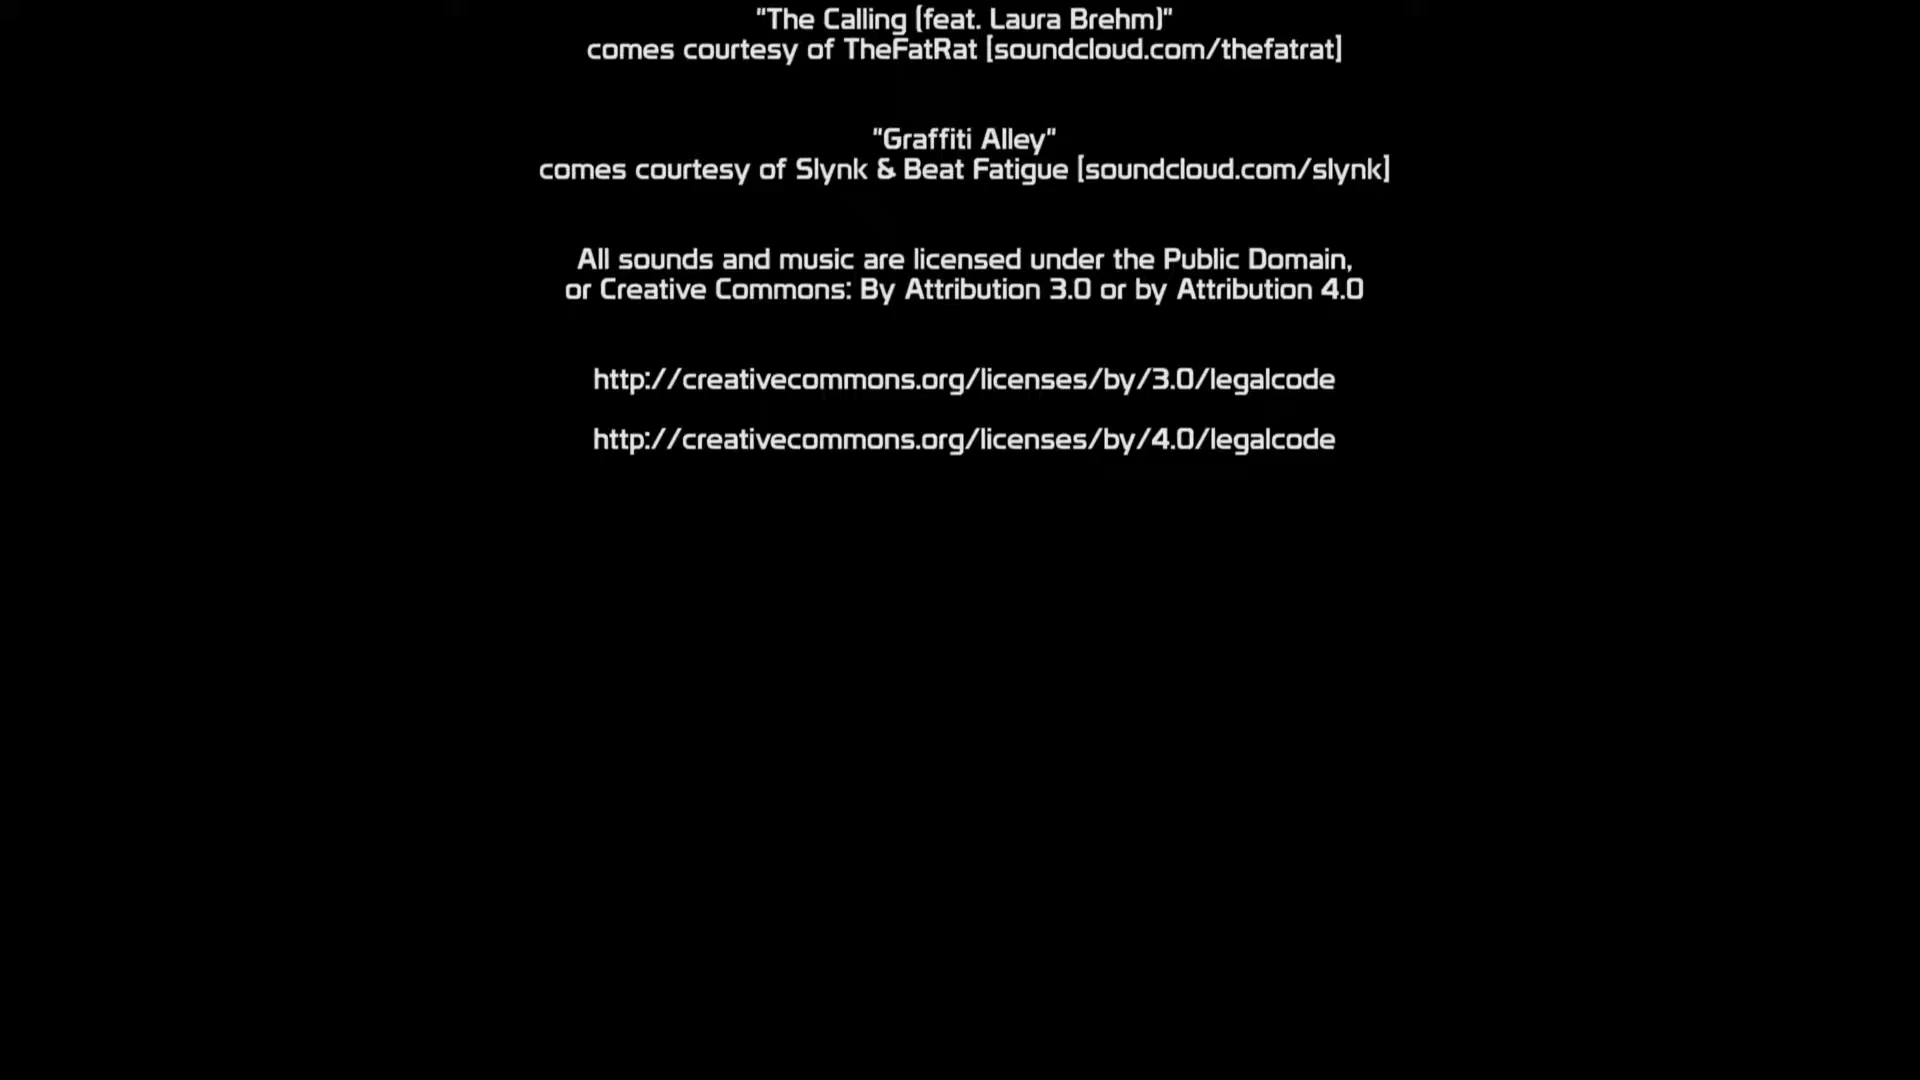 "The Calling (feat. Laura Brehm)"
comes courtesy of TheFatRat [soundcloud.com/thefatrat]
"Graffiti Alley"
comes courtesy of Slynk & Beat Fatigue [soundcloud.com/slynk]
All sounds and music are licensed under the Public Domain,
or Creative Commons: By Attribution 3.0 or by Attribution 4.0
http://creativecommons.org/licenses/by/3.0/legalcode
http://creativecommons.org/licenses/by/4.0/legalcode